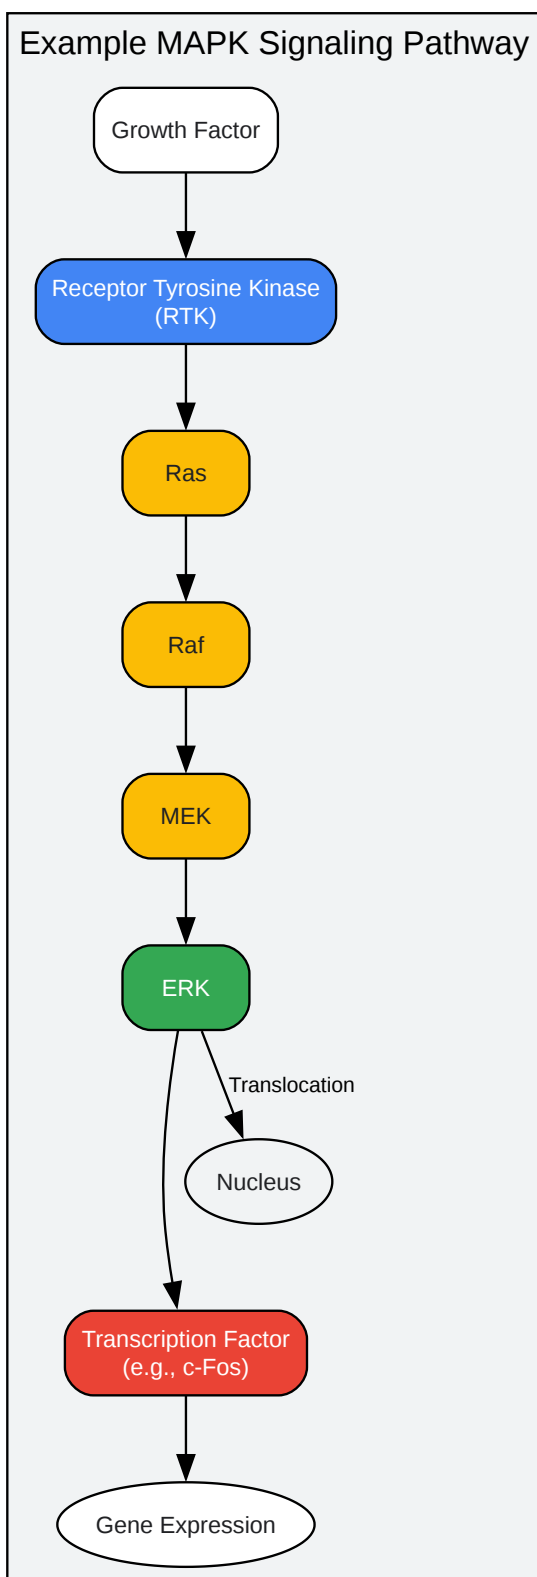 Example MAPK Signaling Pathway
Growth Factor
Receptor Tyrosine Kinase
(RTK)
Ras
Raf
MEK
ERK
Translocation
Nucleus
Transcription Factor
(e.g., c-Fos)
Gene Expression